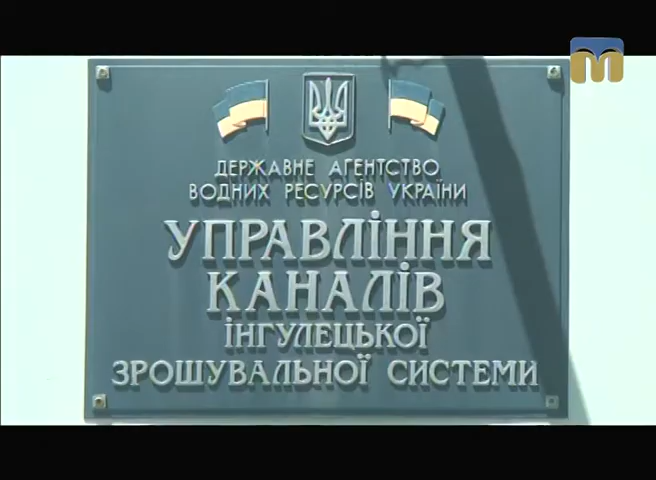 ДЕРЖАВНЕ АГЕНТСТВО
ВОДНИХ РЕСУРСІВ УКРАЇНИ
УПРАВЛІННЯ
КАНАЛІВ
ІНГУЛЕЦЬКОЇ
ЗРОШУВАЛЬНОЇ СИСТЕМИ